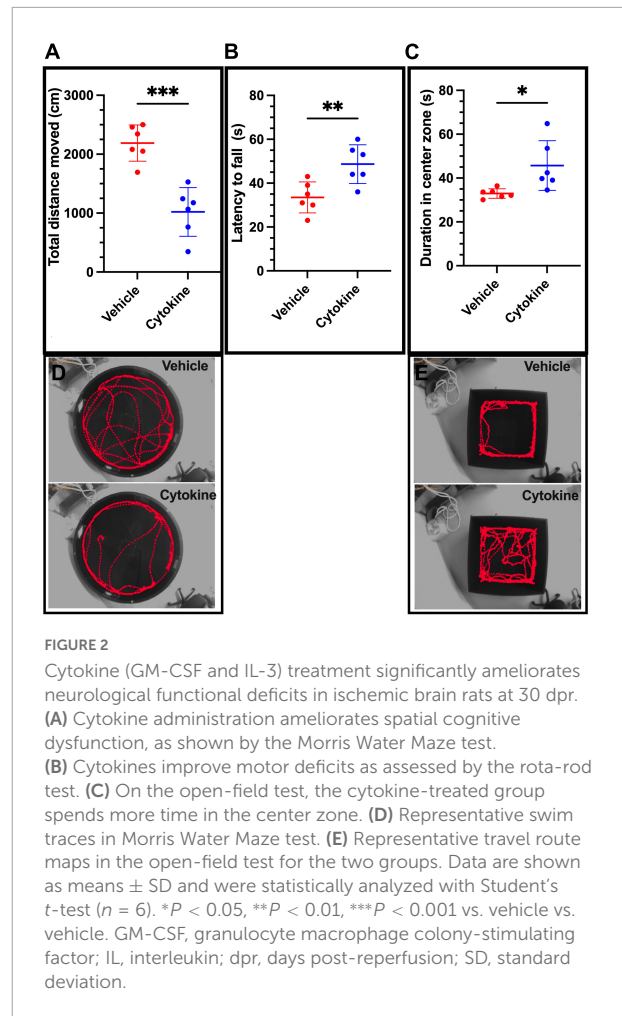 A
B
C
Total distance moved (cm)
3000
2000
1000
0
***
Vehicle
Cytokine
Latency to fall (s)
80
60
40
20
0
**
Vehicle
Cytokine
Duration in center zone (s)
80
60
40
20
0
*
Vehicle
Cytokine
D
Vehicle
Cytokine
E
Vehicle
Cytokine
FIGURE 2
Cytokine (GM-CSF and IL-3) treatment significantly ameliorates
neurological functional deficits in ischemic brain rats at 30 dpr.
(A) Cytokine administration ameliorates spatial cognitive
dysfunction, as shown by the Morris Water Maze test.
(B) Cytokines improve motor deficits as assessed by the rota-rod
test. (C) On the open-field test, the cytokine-treated group
spends more time in the center zone. (D) Representative swim
traces in Morris Water Maze test. (E) Representative travel route
maps in the open-field test for the two groups. Data are shown
as means ± SD and were statistically analyzed with Student’s
t-test (n = 6). *P < 0.05, **P < 0.01, ***P < 0.001 vs. vehicle vs.
vehicle. GM-CSF, granulocyte macrophage colony-stimulating
factor; IL, interleukin; dpr, days post-reperfusion; SD, standard
deviation.